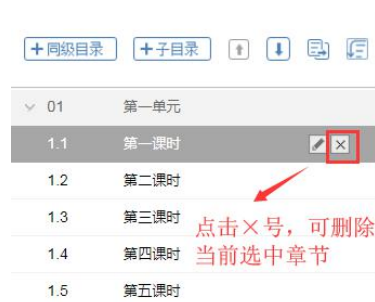 +同级目录 +子目录
01 第一单元
1.1 第一课时
1.2 第二课时
1.3 第三课时
点击×号，可删除
1.4 第四课时
当前选中章节
1.5 第五课时